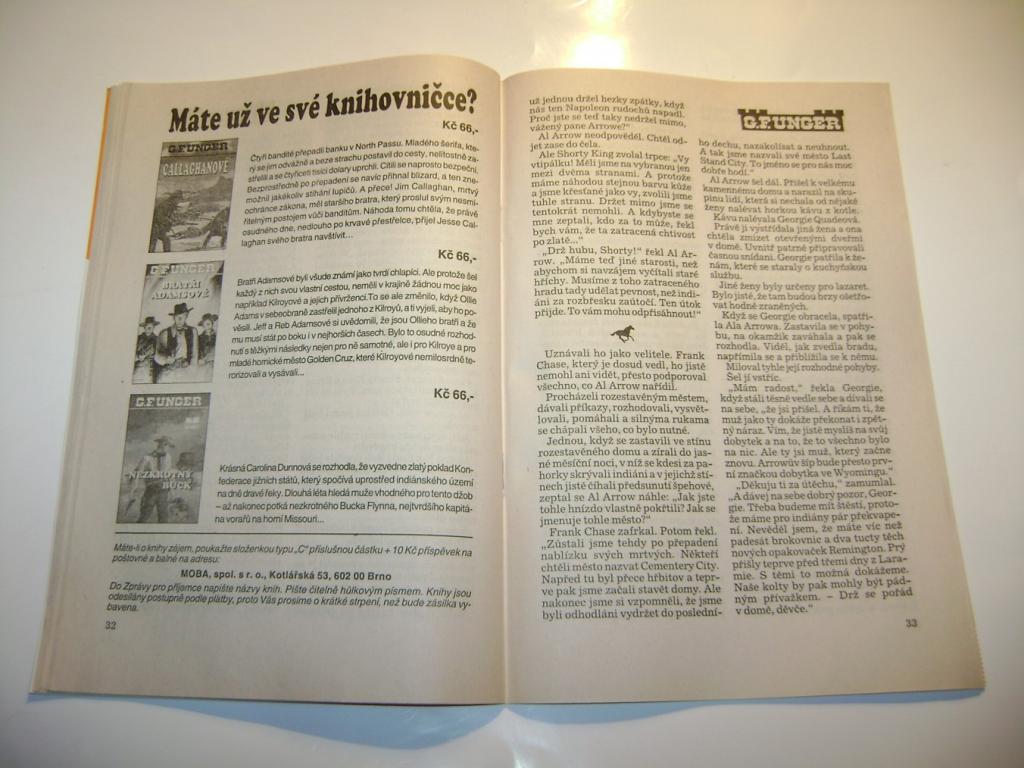 Máte už ve své knihovničce?
Kč 66,-
G.F.UNGER
CALLAGHANOVÉ
Čtyři bandité přepadli banku v North Passu. Mladého šerifa, kte-
rý se jim odvážně a beze strachu postavil do cesty, nelítostně za-
střelili a se čtyřiceti tisíci dolary uprchli. Cítili se naprosto bezpeční.
Bezprostředně po přepadení se navíc přihnal blizard, a ten zne-
možnil jakékoliv stíhání lupičů. A přece! Jim Callaghan, mrtvý
ochránce zákona, měl staršího bratra, který proslul svým nesmi-
řitelným postojem vůči banditům. Náhoda tomu chtěla, že právě
osudného dne, nedlouho po krvavé přestřelce, přijel Jesse Cal-
laghan svého bratra navštívit...
Kč 66,-
G.F.UNGER
BRATŘI
ADAMSOVÉ
Bratři Adamsové byli všude známí jako tvrdí chlapíci. Ale protože šel
každý z nich svou vlastní cestou, neměli v krajině žádnou moc jako
například Kilroyové a jejich přívrženci.To se ale změnilo, když Ollie
Adams v sebeobraně zastřelil jednoho z Kilroyů, a ti vyjeli, aby ho po-
věsili. Jeff a Reb Adamsové si uvědomili, že jsou Ollieho bratři a že
mu musí stát po boku i v nejhorších časech. Bylo to osudné rozhod-
nutí s těžkými následky nejen pro ně samotné, ale i pro Kilroye a pro
mladé hornické město Golden Cruz, které Kilroyové nemilosrdně te-
rorizovali a vysávali...
Kč 66,-
G.F.UNGER
NEZKROTNÝ
BUCK
Krásná Carolina Dunnová se rozhodla, že vyzvedne zlatý poklad Kon-
federace jižních států, který spočívá uprostřed indiánského území
na dně dravé řeky. Dlouhá léta hledá muže vhodného pro tento džob
– až nakonec potká nezkrotného Bucka Flynna, nejtvrdšího kapitá-
na vorařů na horní Missouri...
Máte-li o knihy zájem, poukažte složenkou typu „C" příslušnou částku + 10 Kč příspěvek na
poštovné a balné na adresu:
MOBA, spol. s r. o., Kotlářská 53, 602 00 Brno
Do Zprávy pro příjemce napište názvy knih. Pište čitelně hůlkovým písmem. Knihy jsou
odesílány postupně podle platby, proto Vás prosíme o krátké strpení, než bude zásilka vy-
bavena.
32
už jednou držel hezky zpátky, když
nás ten Napoleon rudochů napadl.
Proč jste se teď taky nedržel mimo,
vážený pane Arrowe?"
Al Arrow neodpověděl. Chtěl od-
jet zase do čela.
Ale Shorty King zvolal trpce: „Vy
vtipálku! Měli jsme na vybranou jen
mezi dvěma stranami. A protože
máme náhodou stejnou barvu kůže
a jsme křesťané jako vy, zvolili jsme
tuhle stranu. Držet mimo jsme se
tentokrát nemohli. A kdybyste se
mne zeptali, kdo za to může, řekl
bych vám, že ta zatracená chtivost
po zlatě..."
„Drž hubu, Shorty!" řekl Al Ar-
row. „Máme teď jiné starosti, než
abychom si navzájem vyčítali staré
hříchy. Musíme z toho zatraceného
hradu tady udělat pevnost, než indi-
áni za rozbřesku zaútočí. Ten útok
přijde. To vám mohu odpřisáhnout!"
Uznávali ho jako velitele. Frank
Chase, který je dosud vedl, ho jistě
nemohl ani vidět, přesto podporoval
všechno, co Al Arrow nařídil.
Procházeli rozestavěným městem,
dávali příkazy, rozhodovali, vysvět-
lovali, pomáhali a silnýma rukama
se chápali všeho, co bylo nutné.
Jednou, když se zastavili ve stínu
rozestavěného domu a zírali do jas-
né měsíční noci, v níž se kdesi za pa-
horky skrývali indiáni a v jejichž stí-
nech jistě číhali předsunutí špehové,
zeptal se Al Arrow náhle: „Jak jste
tohle hnízdo vlastně pokřtili? Jak se
jmenuje tohle město?"
Frank Chase zafrkal. Potom řekl.
„Zůstali jsme tehdy po přepadení
nablízku svých mrtvých. Někteří
chtěli město nazvat Cementery City.
Napřed tu byl přece hřbitov a tepr-
ve pak jsme začali stavět domy. Ale
nakonec jsme si vzpomněli, že jsme
byli odhodláni vydržet do poslední-
G.F.UNGER
ho dechu, nazakolísat a neuhnout.
A tak jsme nazvali své město Last
Stand City. To jméno je pro nás moc
dobře hodí."
Al Arrow šel dál. Přišel k velkému
kamennému domu a narazil na sku-
pinu lidí, která si nechala od nějaké
ženy nalévat horkou kávu z kotle.
Kávu nalévala Georgie Quadeová.
Právě ji vystřídala jiná žena a ona
chtěla zmizet otevřenými dveřmi
v domě. Uvnitř patrně připravovali
časnou snídani. Georgie patřila k že-
nám, které se staraly o kuchyňskou
službu.
Jiné ženy byly určeny pro lazaret.
Bylo jisté, že tam budou brzy ošetřo-
vat hodně zraněných.
Když se Georgie obracela, spatři-
la Ala Arrowa. Zastavila se v pohy-
bu, na okamžik zaváhala a pak se
rozhodla. Viděl, jak zvedla bradu,
napřímila se a přiblížila se k němu.
Miloval tyhle její rozhodné pohyby.
Šel jí vstříc.
„Mám radost," řekla Georgie,
když stáli těsně vedle sebe a dívali se
na sebe, „že jsi přišel. A říkám ti, že
muž jako ty dokáže překonat i zpět-
ný náraz. Vím, že jistě myslíš na svůj
dobytek a na to, že to všechno bylo
na nic. Ale ty jsi muž, který začne
znovu. Arrowův šíp bude přesto prv-
ní značkou dobytka ve Wyomingu."
„Děkuju ti za útěchu," zamumlal.
„A dávej na sebe dobrý pozor, Geor-
gie. Třeba budeme mít štěstí, proto-
že máme pro indiány pár překvape-
ní. Nevěděl jsem, že máte víc než
padesát brokovnic a dva tucty těch
nových opakovaček Remington. Prý
přišly teprve před třemi dny z Lara-
mie. S těmi to možná dokážeme.
Naše kolty by pak mohly být pád-
ným přívažkem. – Drž se pořád
v domě, děvče."
33